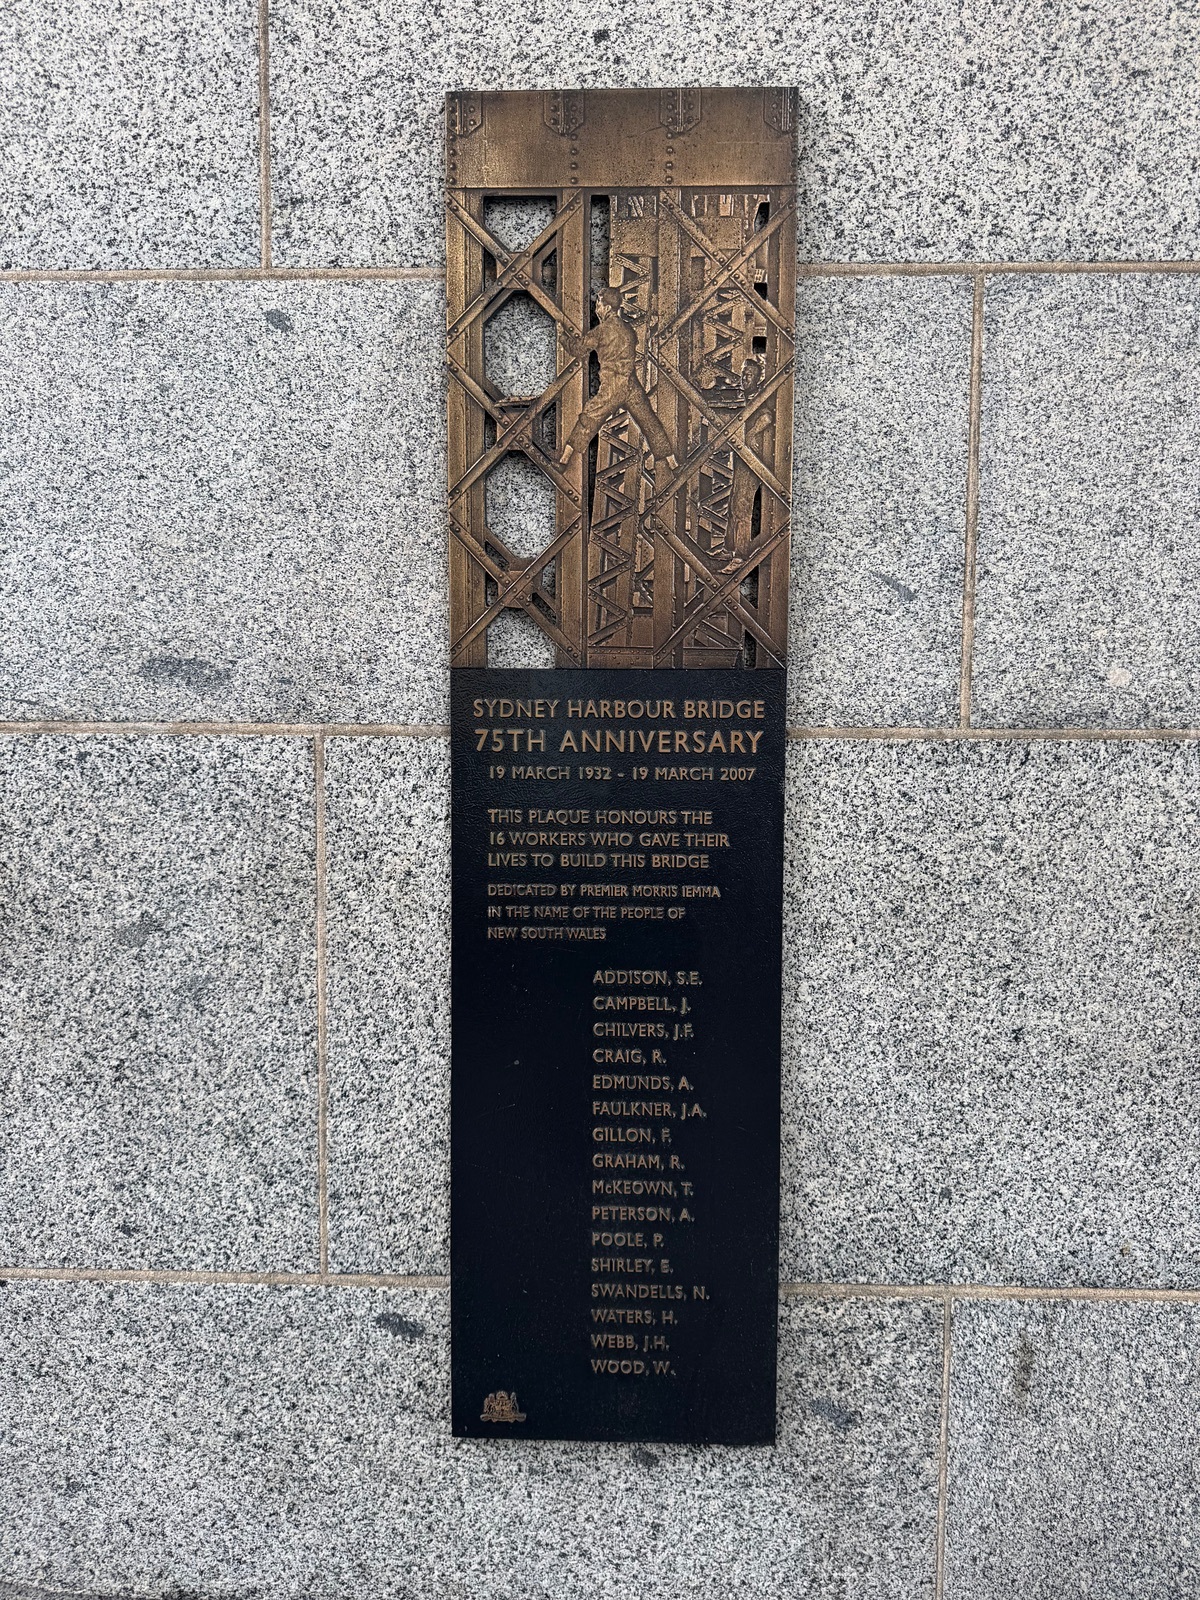 SYDNEY HARBOUR BRIDGE
75TH ANNIVERSARY
19 MARCH 1932 - 19 MARCH 2007
THIS PLAQUE HONOURS THE
16 WORKERS WHO GAVE THEIR
LIVES TO BUILD THIS BRIDGE
DEDICATED BY PREMIER MORRIS IEMMA
IN THE NAME OF THE PEOPLE OF
NEW SOUTH WALES
ADDISON, S.E.
CAMPBELL, J.
CHILVERS, J.F.
CRAIG, R.
EDMUNDS, A.
FAULKNER, J.A.
GILLON, F.
GRAHAM, R.
McKEOWN, T.
PETERSON, A.
POOLE, P.
SHIRLEY, E.
SWANDELLS, N.
WATERS, H.
WEBB, J.H.
WOOD, W.